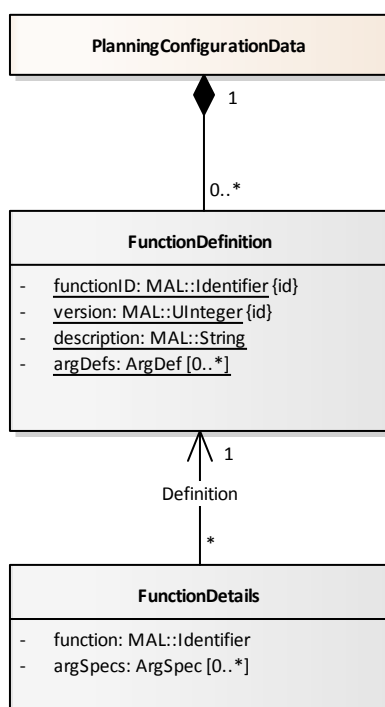 PlanningConfigurationData
1
0..*
FunctionDefinition
- functionID: MAL::Identifier {id}
- version: MAL::UInteger {id}
- description: MAL::String
- argDefs: ArgDef [0..*]
1
Definition
*
FunctionDetails
- function: MAL::Identifier
- argSpecs: ArgSpec [0..*]